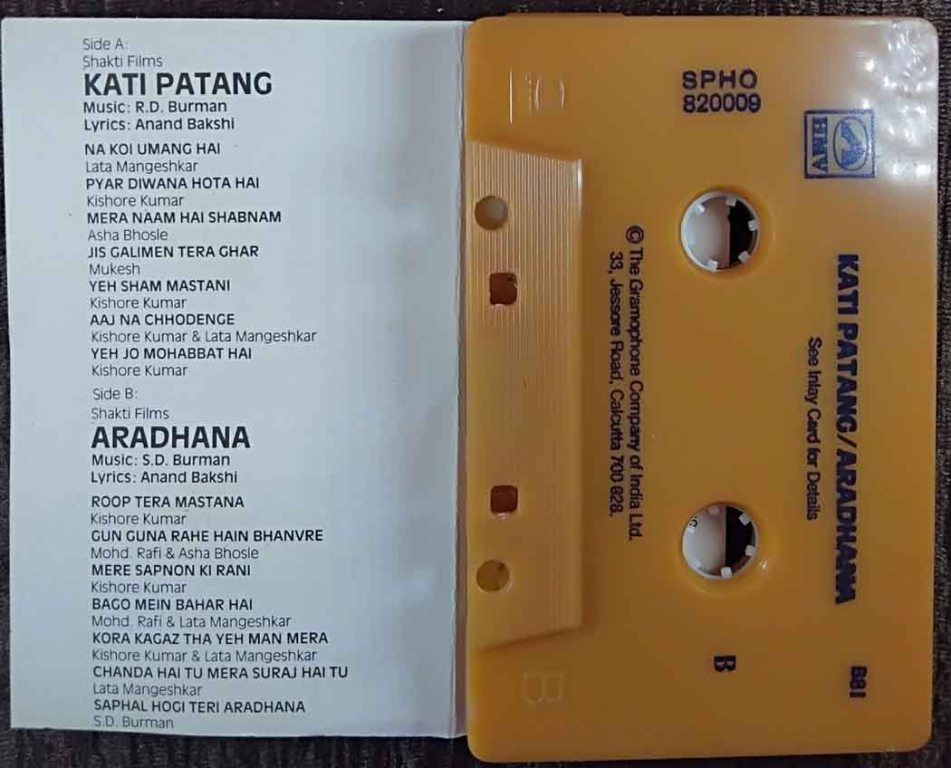 Side A:
Shakti Films
KATI PATANG
Music: R.D. Burman
Lyrics: Anand Bakshi
NA KOI UMANG HAI
Lata Mangeshkar
PYAR DIWANA HOTA HAI
Kishore Kumar
MERA NAAM HAI SHABNAM
Asha Bhosle
JIS GALIMEN TERA GHAR
Mukesh
YEH SHAM MASTANI
Kishore Kumar
AAJ NA CHHODENGE
Kishore Kumar & Lata Mangeshkar
YEH JO MOHABBAT HAI
Kishore Kumar
Side B:
Shakti Films
ARADHANA
Music: S.D. Burman
Lyrics: Anand Bakshi
ROOP TERA MASTANA
Kishore Kumar
GUN GUNA RAHE HAIN BHANVRE
Mohd. Rafi & Asha Bhosle
MERE SAPNON KI RANI
Kishore Kumar
BAGO MEIN BAHAR HAI
Mohd. Rafi & Lata Mangeshkar
KORA KAGAZ THA YEH MAN MERA
Kishore Kumar & Lata Mangeshkar
CHANDA HAI TU MERA SURAJ HAI TU
Lata Mangeshkar
SAPHAL HOGI TERI ARADHANA
S.D. Burman
SPHO
820009
HMV
KATI PATANG/ARADHANA
See Inlay Card for Details
© The Gramophone Company of India Ltd.
33, Jessore Road, Calcutta 700 028.
B
B